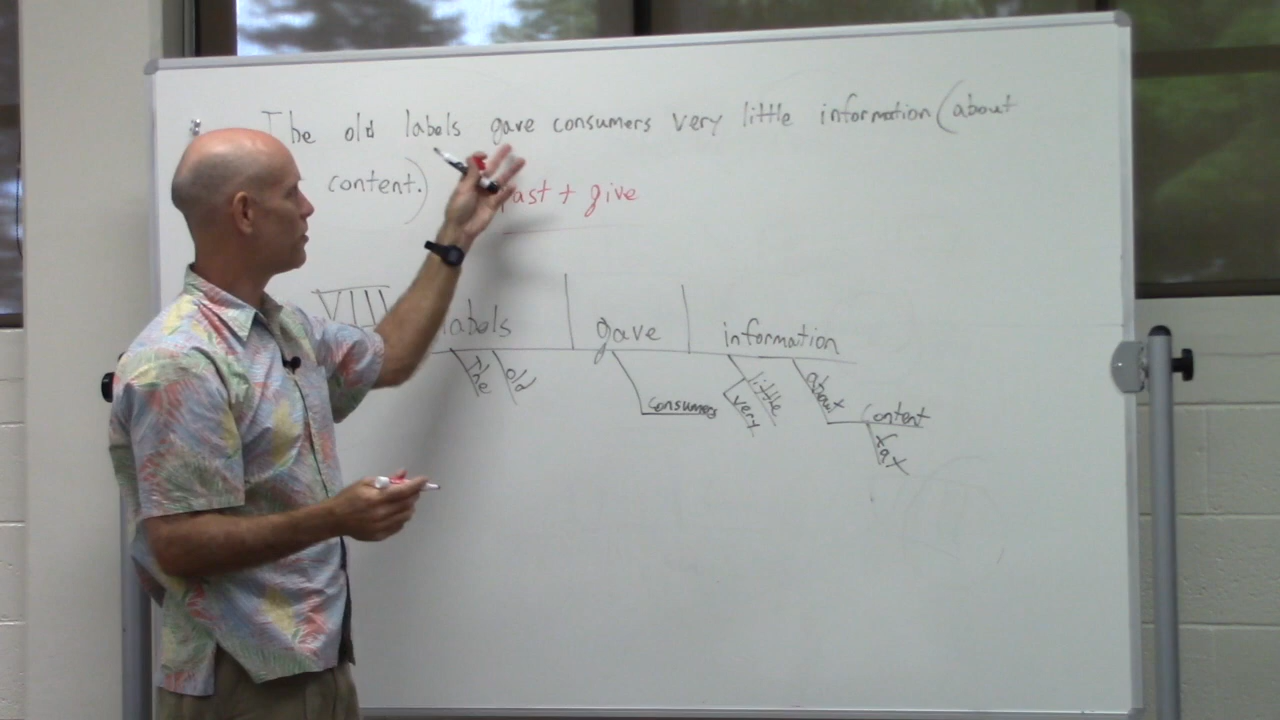 The old labels gave consumers very little information (about
content.)
past + give
VIII
labels gave information
The old consumers little very about content
fat